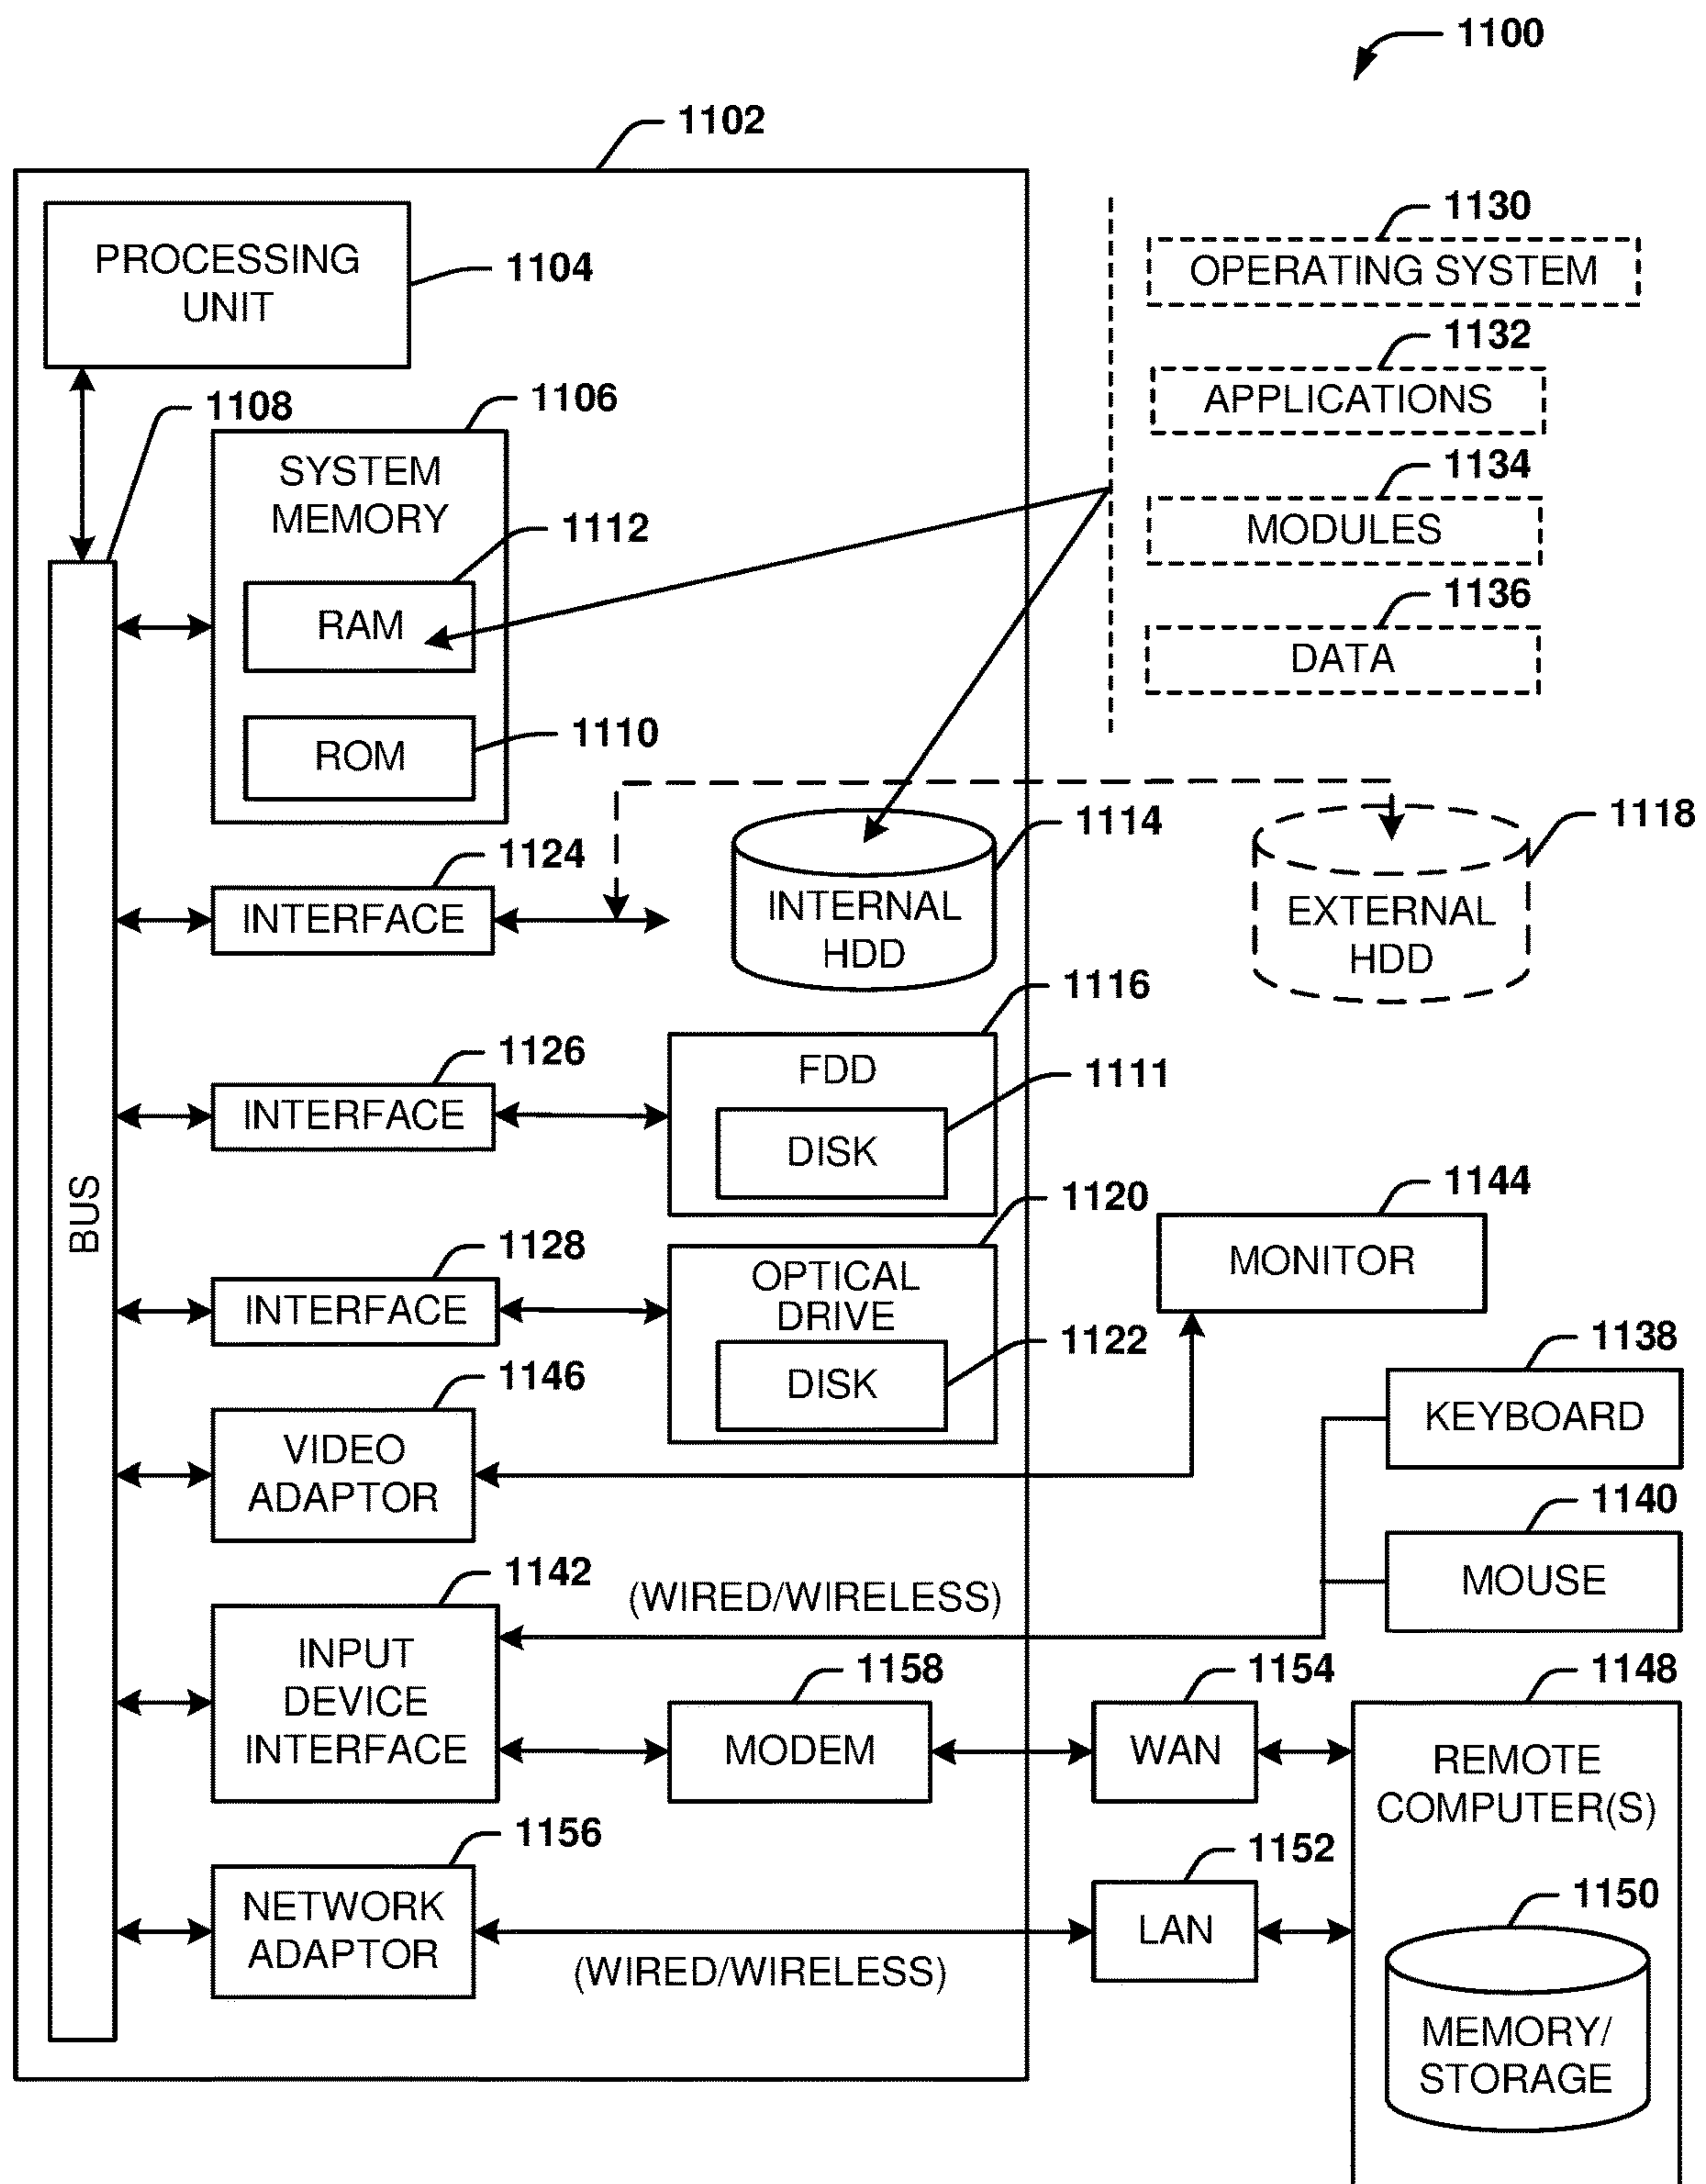 1100
1102
PROCESSING
UNIT
1104
1130
OPERATING SYSTEM
1132
APPLICATIONS
1134
MODULES
1136
DATA
1108
1106
SYSTEM
MEMORY
1112
RAM
1110
ROM
1124
INTERFACE
1114
INTERNAL
HDD
1118
EXTERNAL
HDD
1126
INTERFACE
1116
FDD
1111
DISK
BUS
1128
INTERFACE
1120
OPTICAL
DRIVE
1122
DISK
1144
MONITOR
1146
VIDEO
ADAPTOR
1138
KEYBOARD
1140
MOUSE
1142
INPUT
DEVICE
INTERFACE
(WIRED/WIRELESS)
1158
MODEM
1154
WAN
1148
REMOTE
COMPUTER(S)
1156
NETWORK
ADAPTOR
(WIRED/WIRELESS)
1152
LAN
1150
MEMORY/
STORAGE